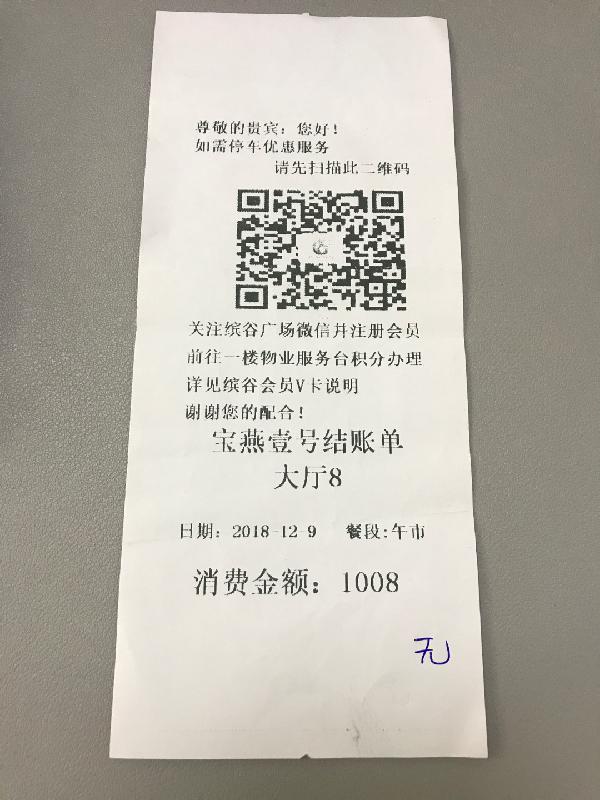 尊敬的贵宾：您好！
如需停车优惠服务
请先扫描此二维码
关注缤谷广场微信并注册会员
前往一楼物业服务台积分办理
详见缤谷会员V卡说明
谢谢您的配合！
宝燕壹号结账单
大厅8
日期：2018-12-9 餐段:午市
消费金额：1008